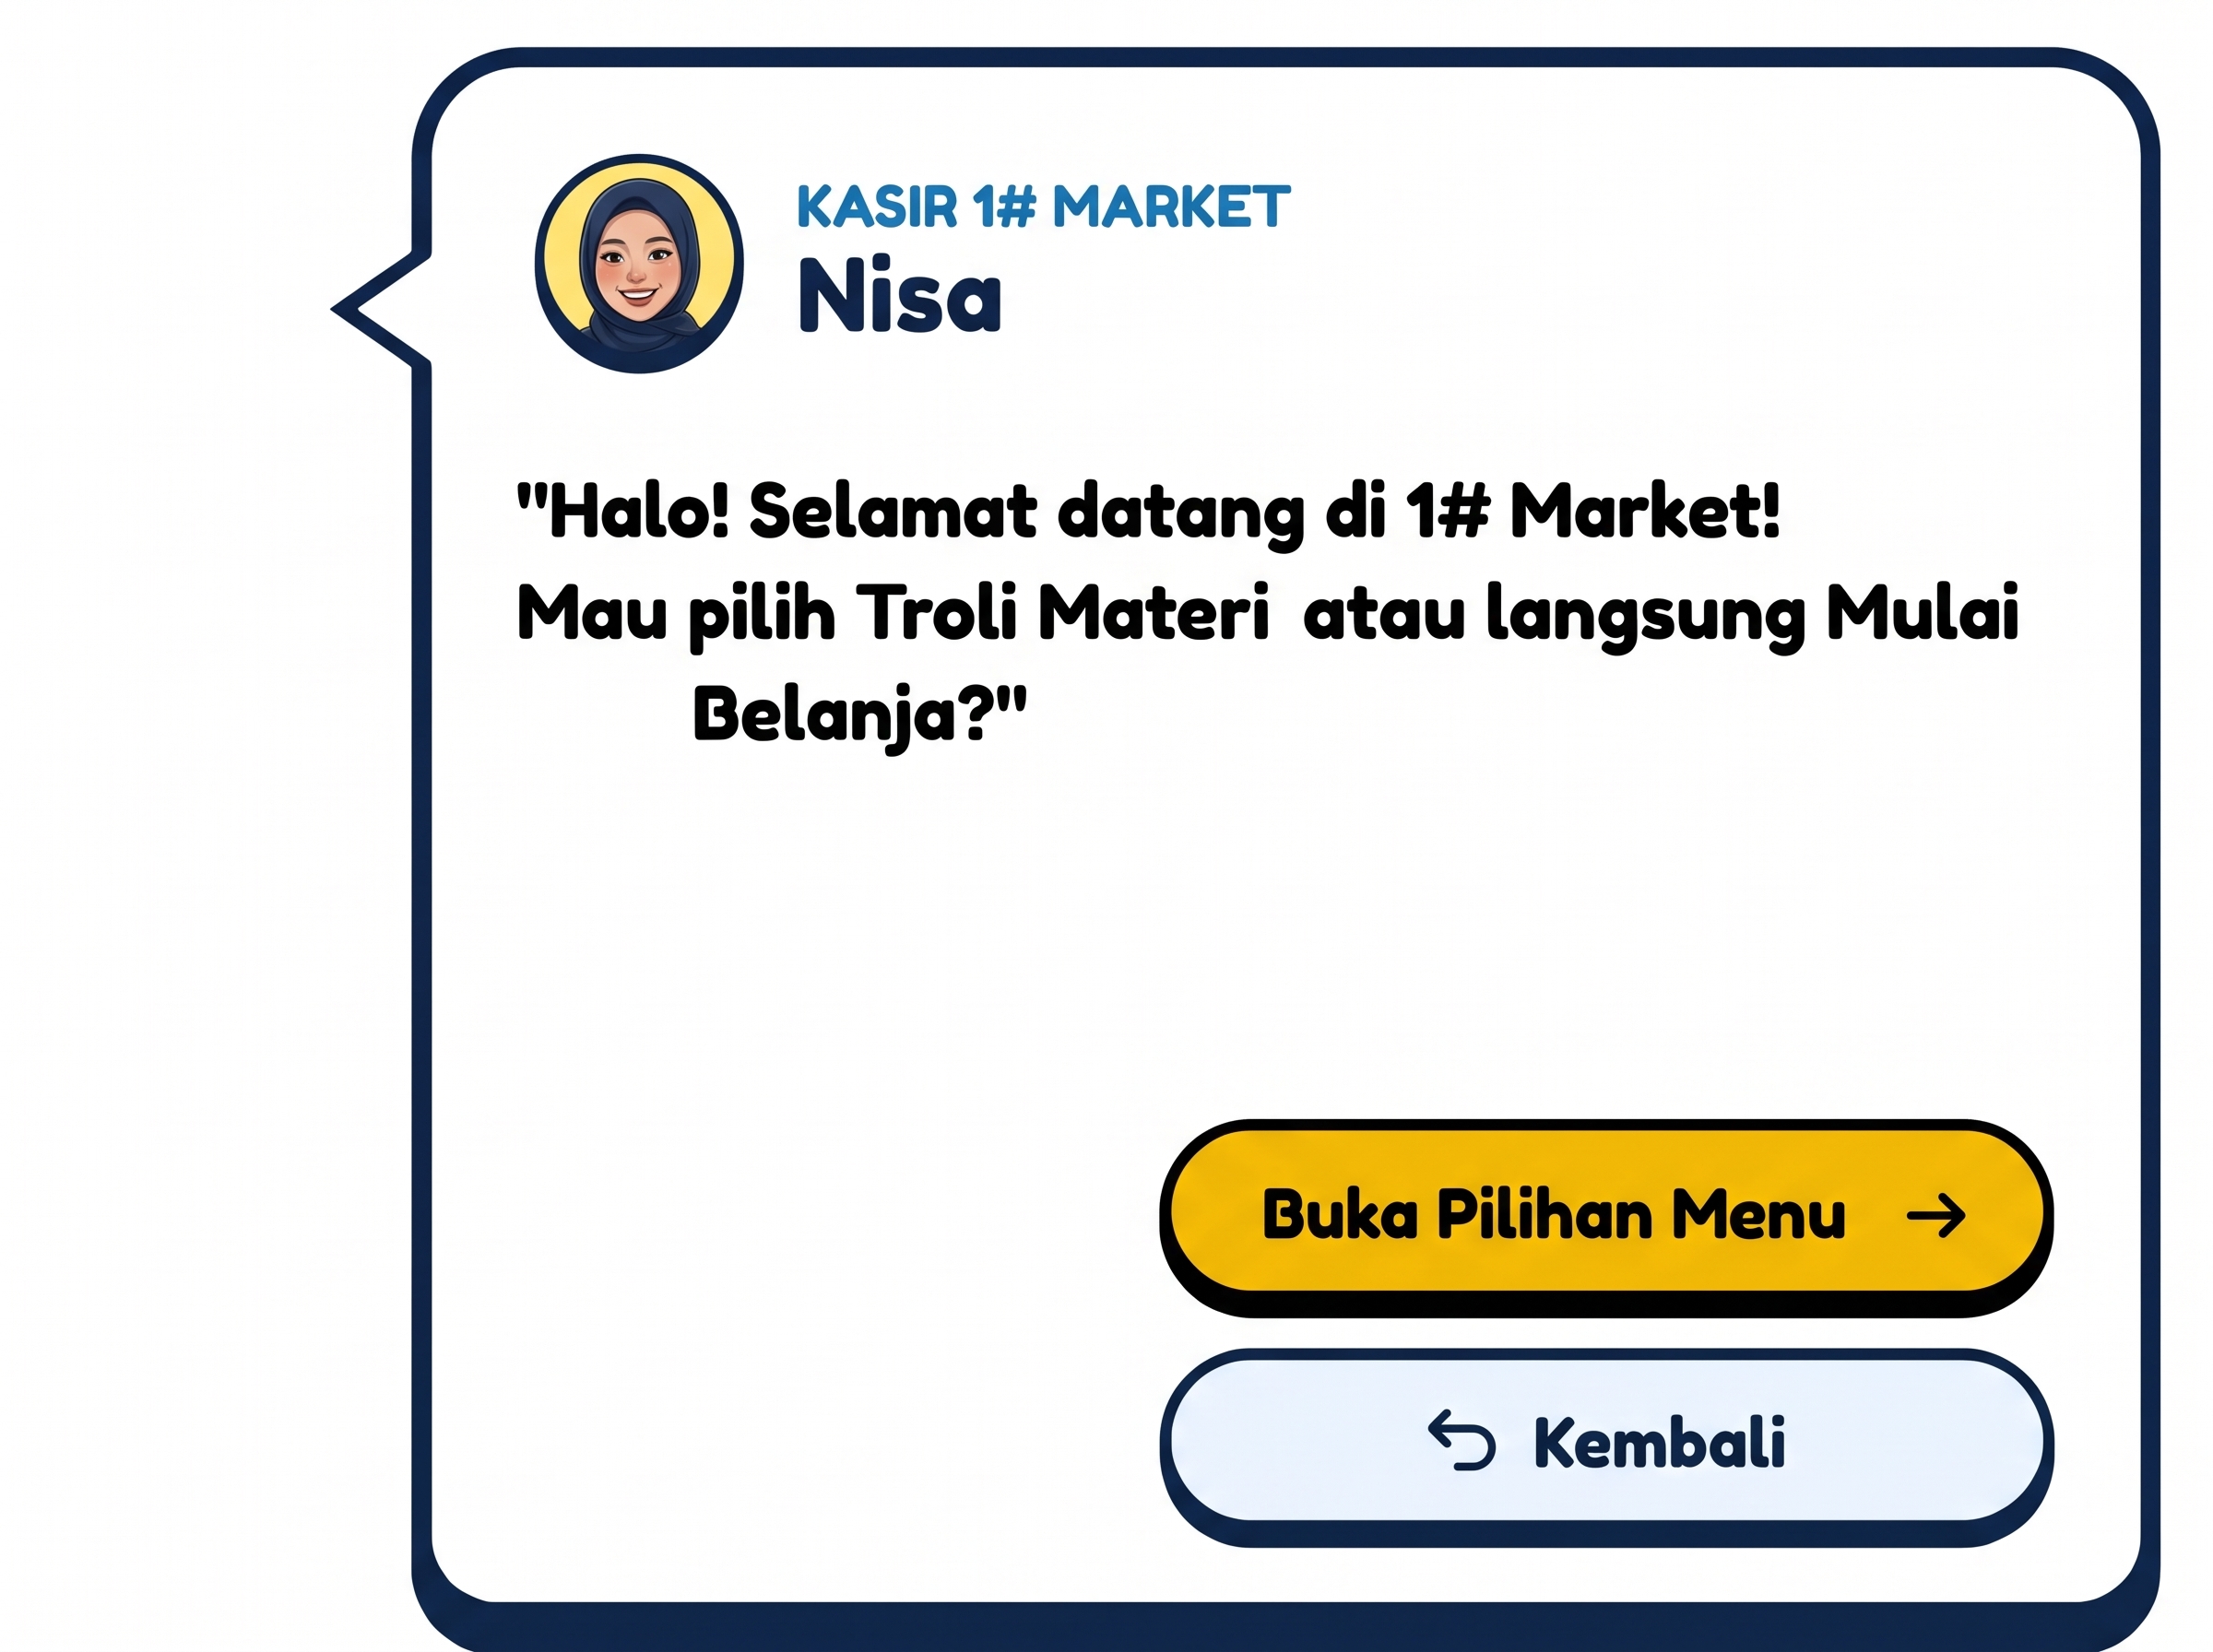 KASIR 1# MARKET
Nisa
"Halo! Selamat datang di 1# Market!
Mau pilih Troli Materi  atau langsung Mulai
Belanja?"
Buka Pilihan Menu →
Kembali